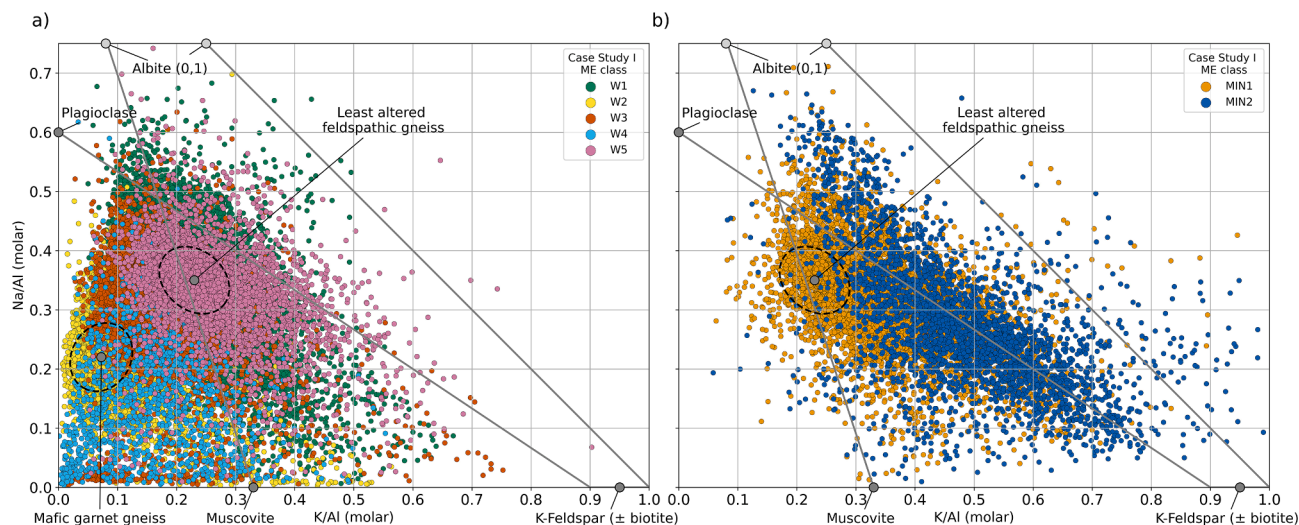 a)
Albite (0,1)
Plagioclase
Least altered
feldspathic gneiss
Case Study I
ME class
W1
W2
W3
W4
W5
Na/Al (molar)
0.7
0.6
0.5
0.4
0.3
0.2
0.1
0.0
0.0
0.1
0.2
0.3
0.4
0.5
0.6
0.7
0.8
0.9
1.0
Mafic garnet gneiss
Muscovite
K/Al (molar)
K-Feldspar (± biotite)
b)
Albite (0,1)
Plagioclase
Least altered
feldspathic gneiss
Case Study I
ME class
MIN1
MIN2
0.0
0.1
0.2
0.3
0.4
0.5
0.6
0.7
0.8
0.9
1.0
Muscovite
K/Al (molar)
K-Feldspar (± biotite)